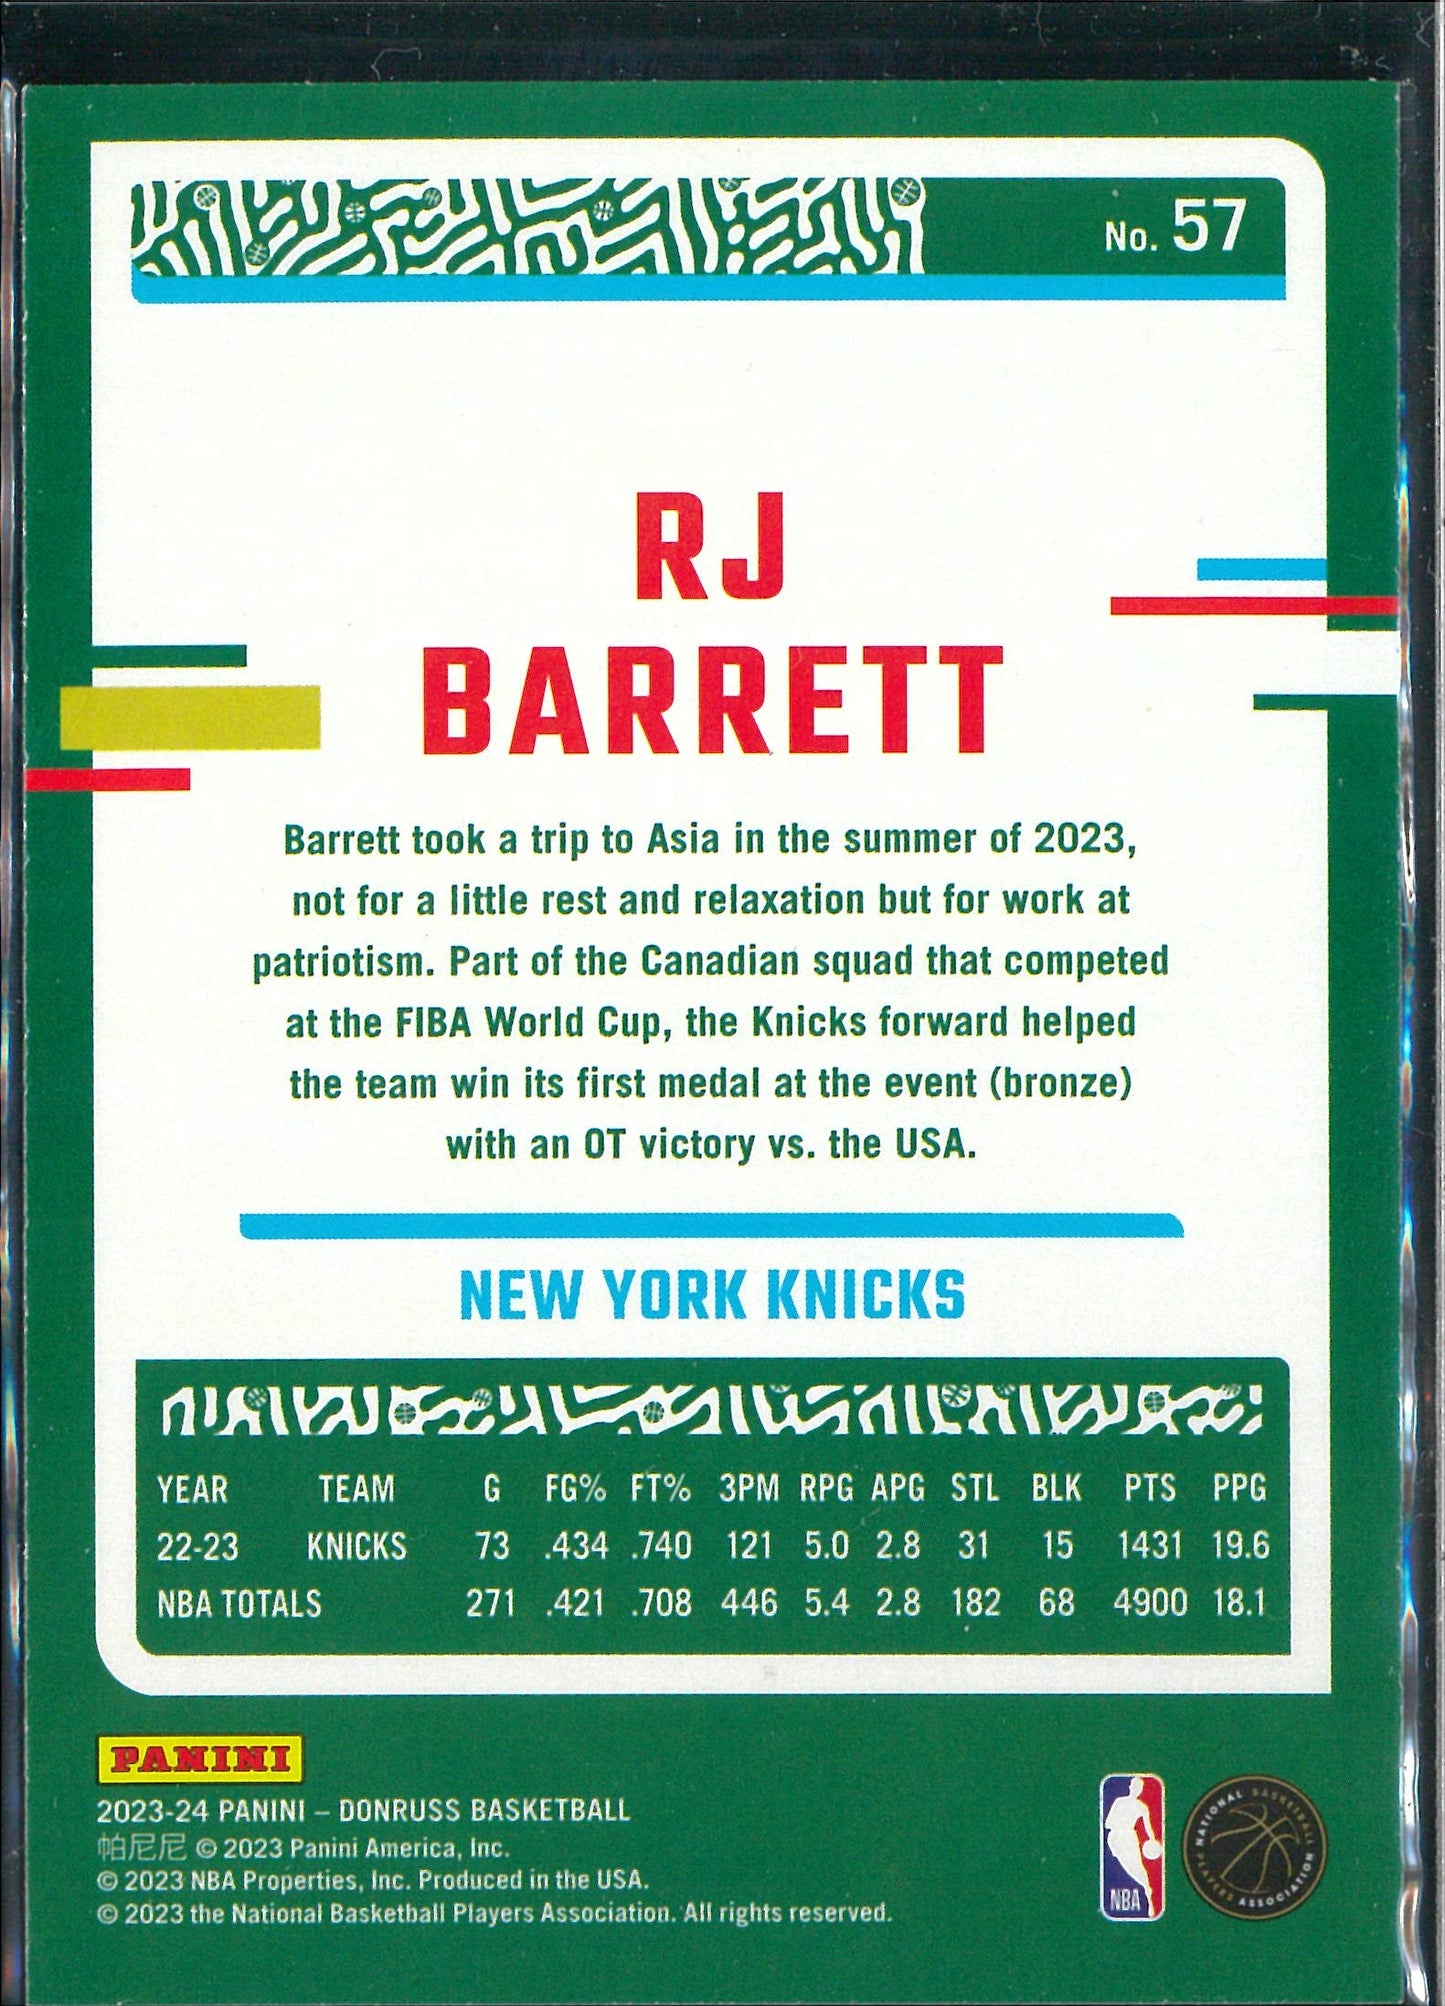 No. 57
RJ
BARRETT
Barrett took a trip to Asia in the summer of 2023,
not for a little rest and relaxation but for work at
patriotism. Part of the Canadian squad that competed
at the FIBA World Cup, the Knicks forward helped
the team win its first medal at the event (bronze)
with an OT victory vs. the USA.
NEW YORK KNICKS
YEAR TEAM G FG% FT% 3PM RPG APG STL BLK PTS PPG
22-23 KNICKS 73 .434 .740 121 5.0 2.8 31 15 1431 19.6
NBA TOTALS 271 .421 .708 446 5.4 2.8 182 68 4900 18.1
PANINI
2023-24 PANINI – DONRUSS BASKETBALL
帕尼尼 © 2023 Panini America, Inc.
© 2023 NBA Properties, Inc. Produced in the USA.
© 2023 the National Basketball Players Association. All rights reserved.
NBA
NATIONAL BASKETBALL PLAYERS ASSOCIATION